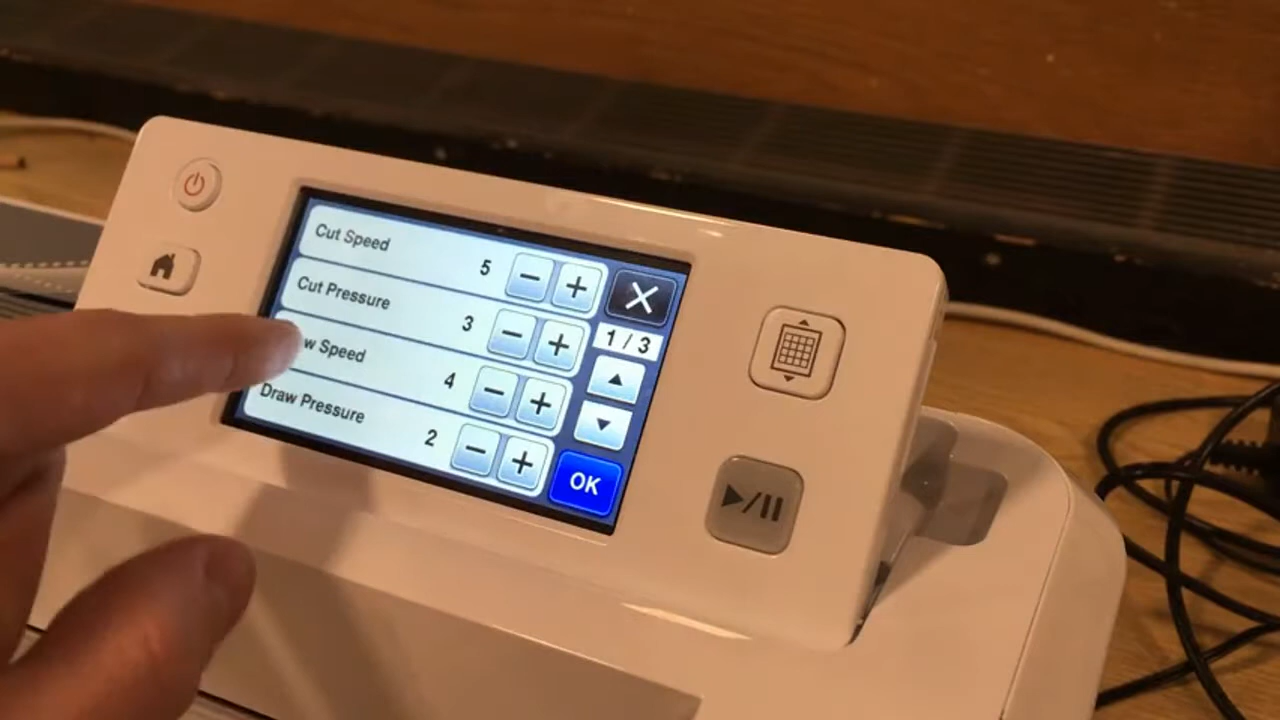 Cut Speed 5 − +
Cut Pressure 3 − +
1 / 3
w Speed 4 − +
Draw Pressure 2 − +
OK